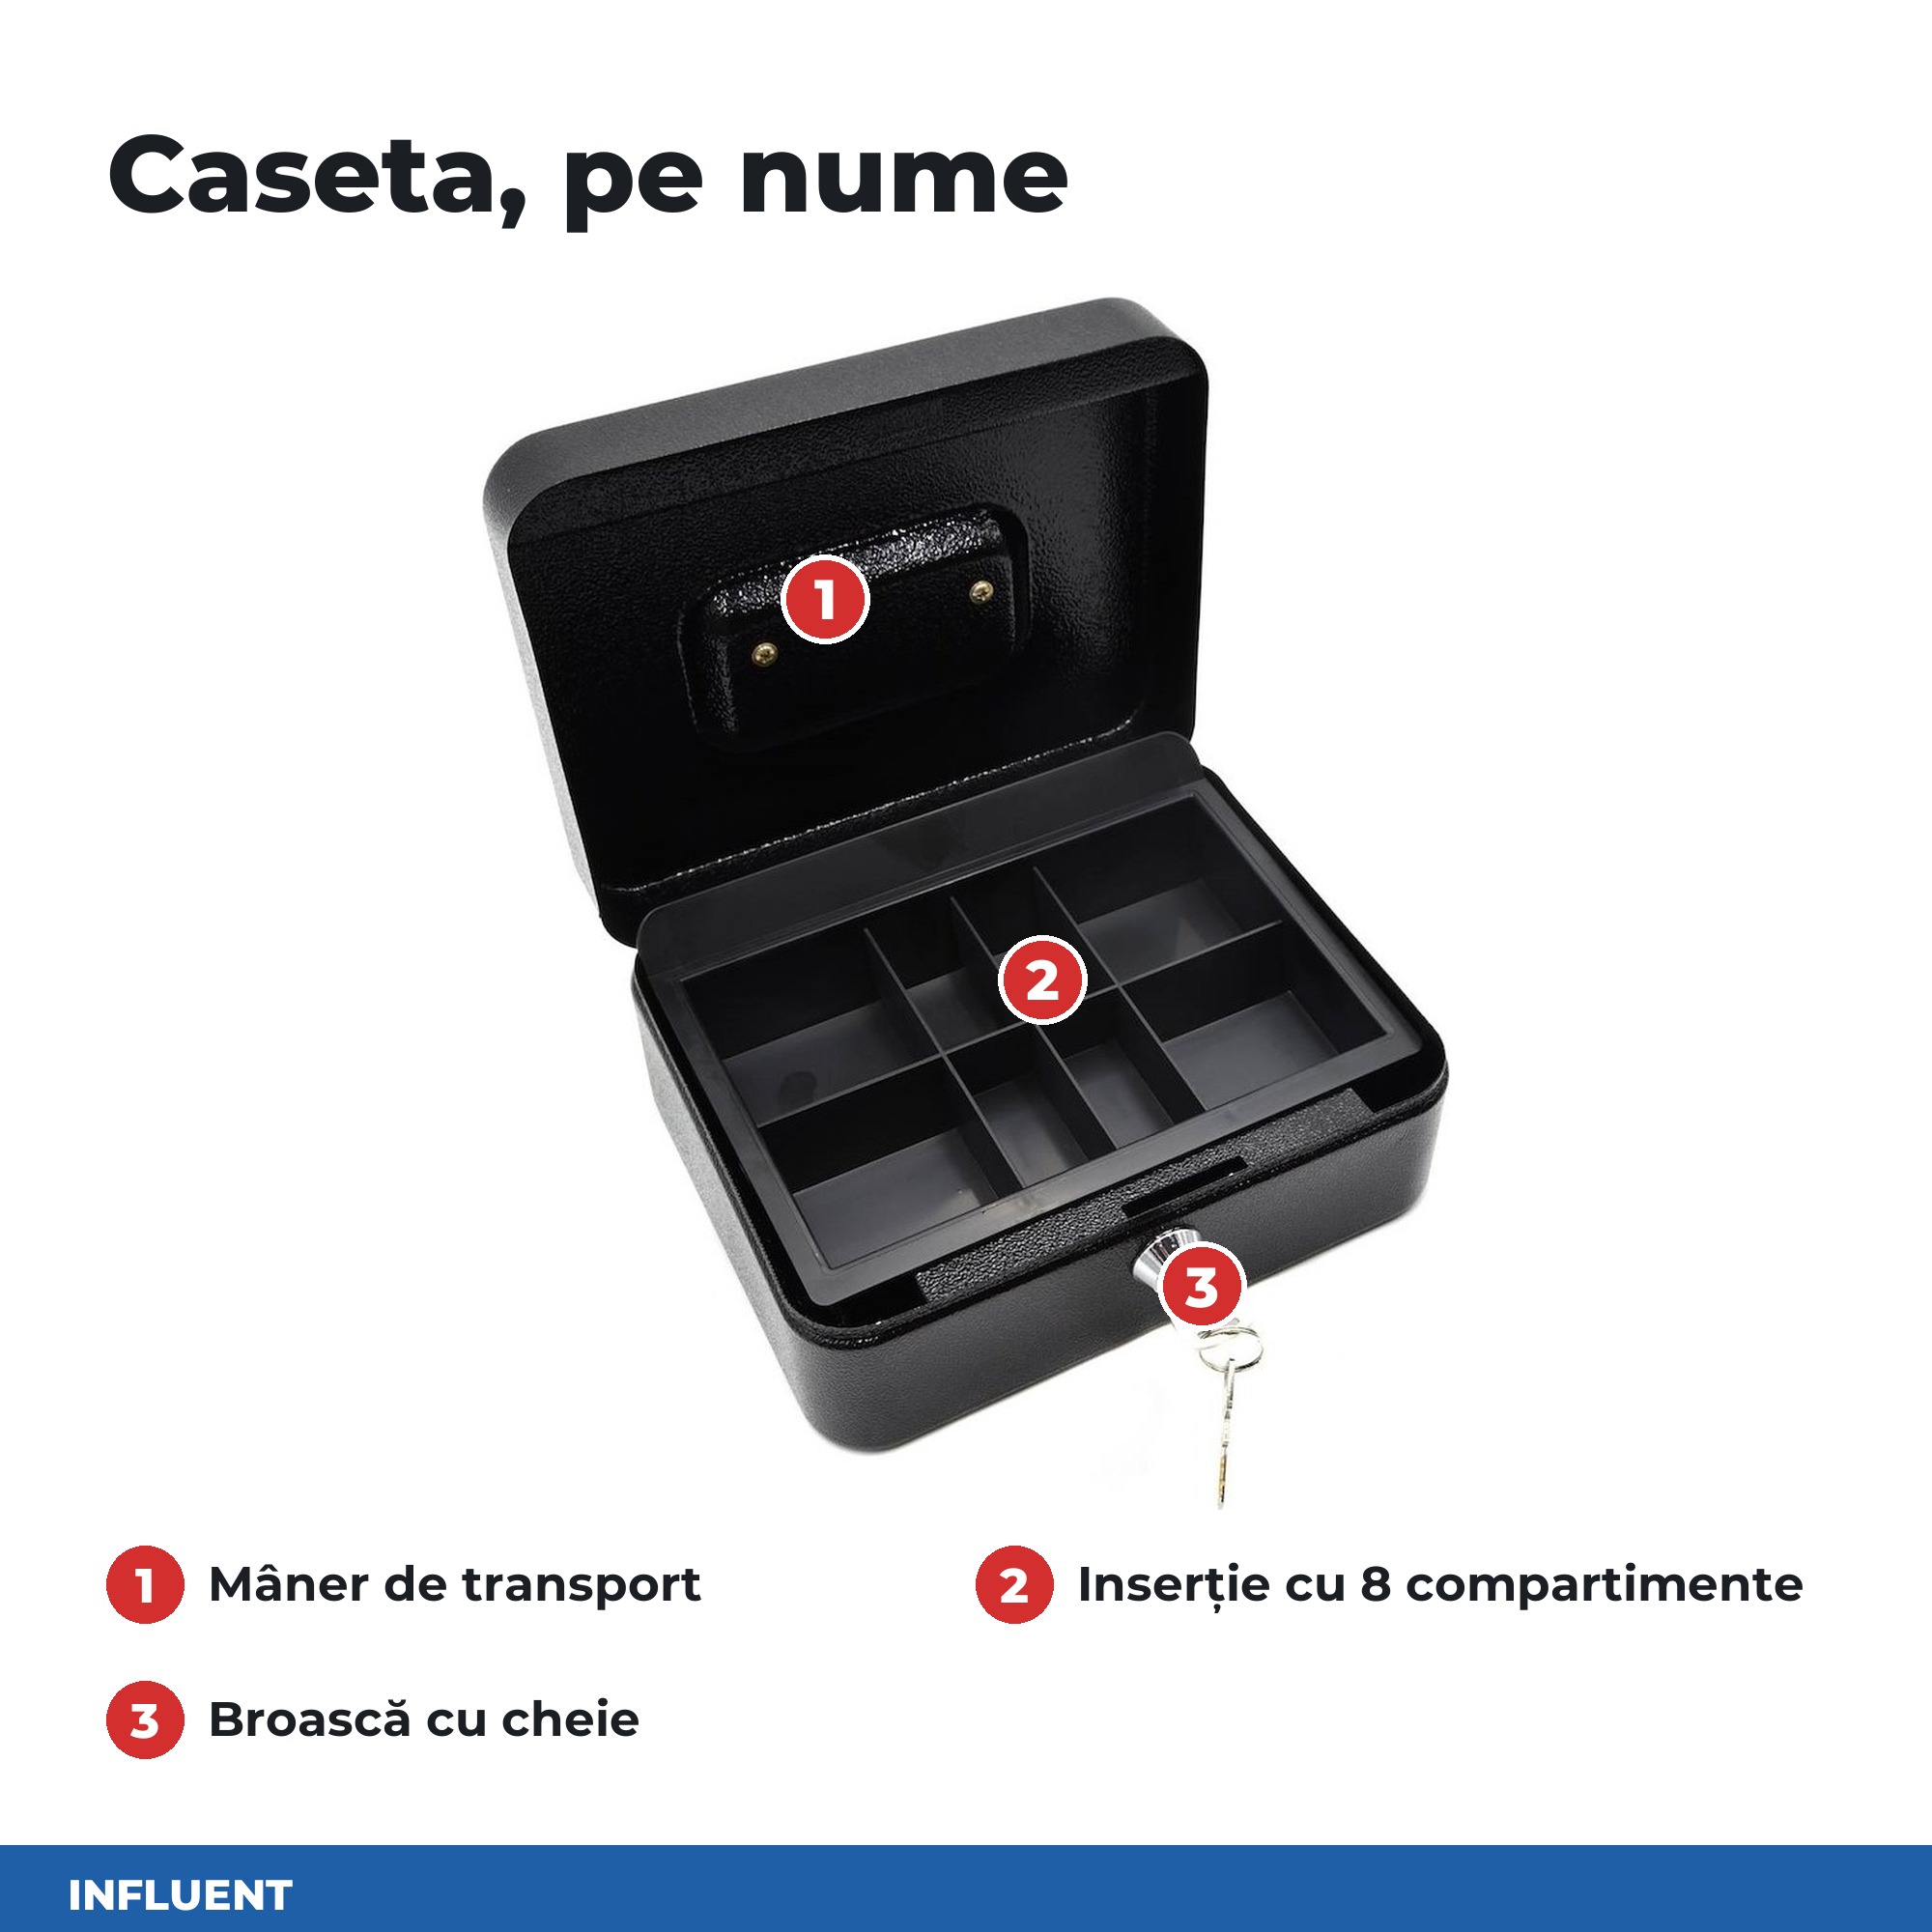 Caseta, pe nume
1
2
3
1 Mâner de transport
2 Inserție cu 8 compartimente
3 Broască cu cheie
INFLUENT